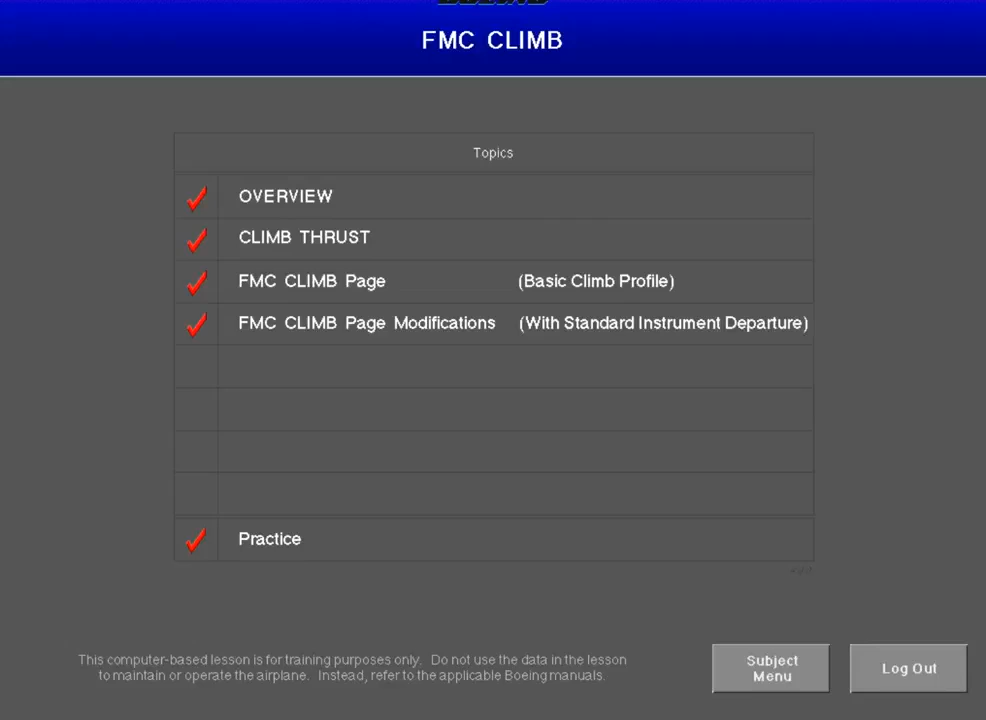 FMC CLIMB
Topics
OVERVIEW
CLIMB THRUST
FMC CLIMB Page (Basic Climb Profile)
FMC CLIMB Page Modifications (With Standard Instrument Departure)
Practice
This computer-based lesson is for training purposes only. Do not use the data in the lesson
to maintain or operate the airplane. Instead, refer to the applicable Boeing manuals.
Subject
Menu
Log Out